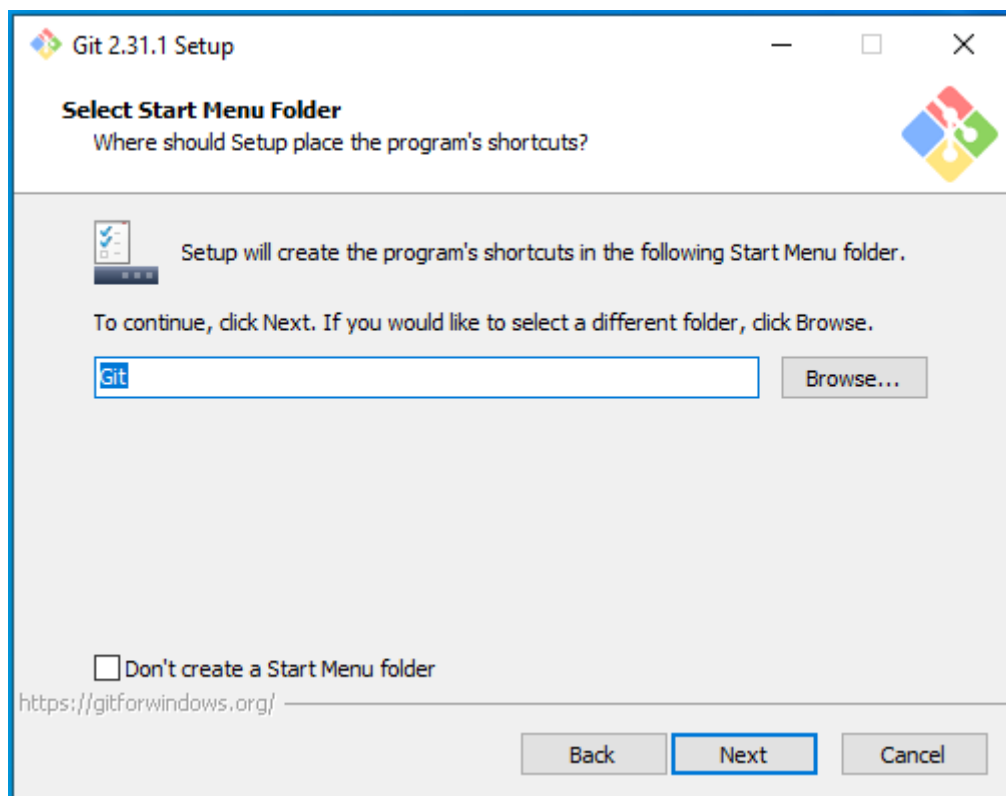 Git 2.31.1 Setup
Select Start Menu Folder
Where should Setup place the program's shortcuts?
Setup will create the program's shortcuts in the following Start Menu folder.
To continue, click Next. If you would like to select a different folder, click Browse.
Git
Browse...
Don't create a Start Menu folder
https://gitforwindows.org/
Back
Next
Cancel